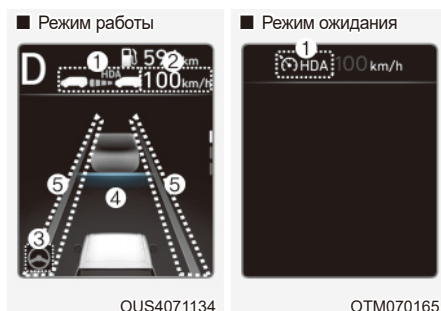 ■ Режим работы
D
① 59 km
HDA ②
100 km/h
⑤ ⑤
④
③
OUS4071134
■ Режим ожидания
①
HDA 100 km/h
OTM070165